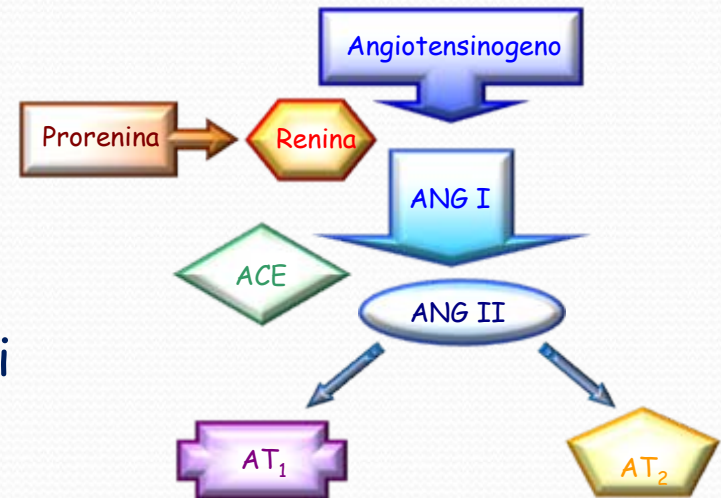 Angiotensinogeno
Prorenina
Renina
ANG I
ACE
ANG II
i
AT₁
AT₂